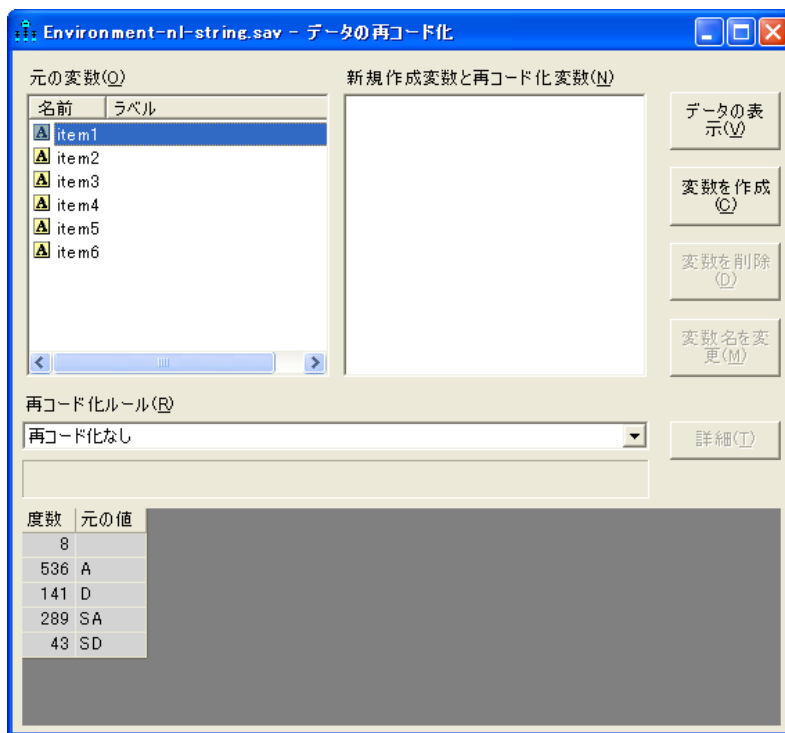 Environment-nl-string.sav - データの再コード化
元の変数(O)
新規作成変数と再コード化変数(N)
名前 ラベル
item1
item2
item3
item4
item5
item6
データの表
示(V)
変数を作成
(C)
変数を削除
(D)
変数名を変
更(M)
再コード化ルール(R)
再コード化なし
詳細(T)
度数 元の値
8
536 A
141 D
289 SA
43 SD